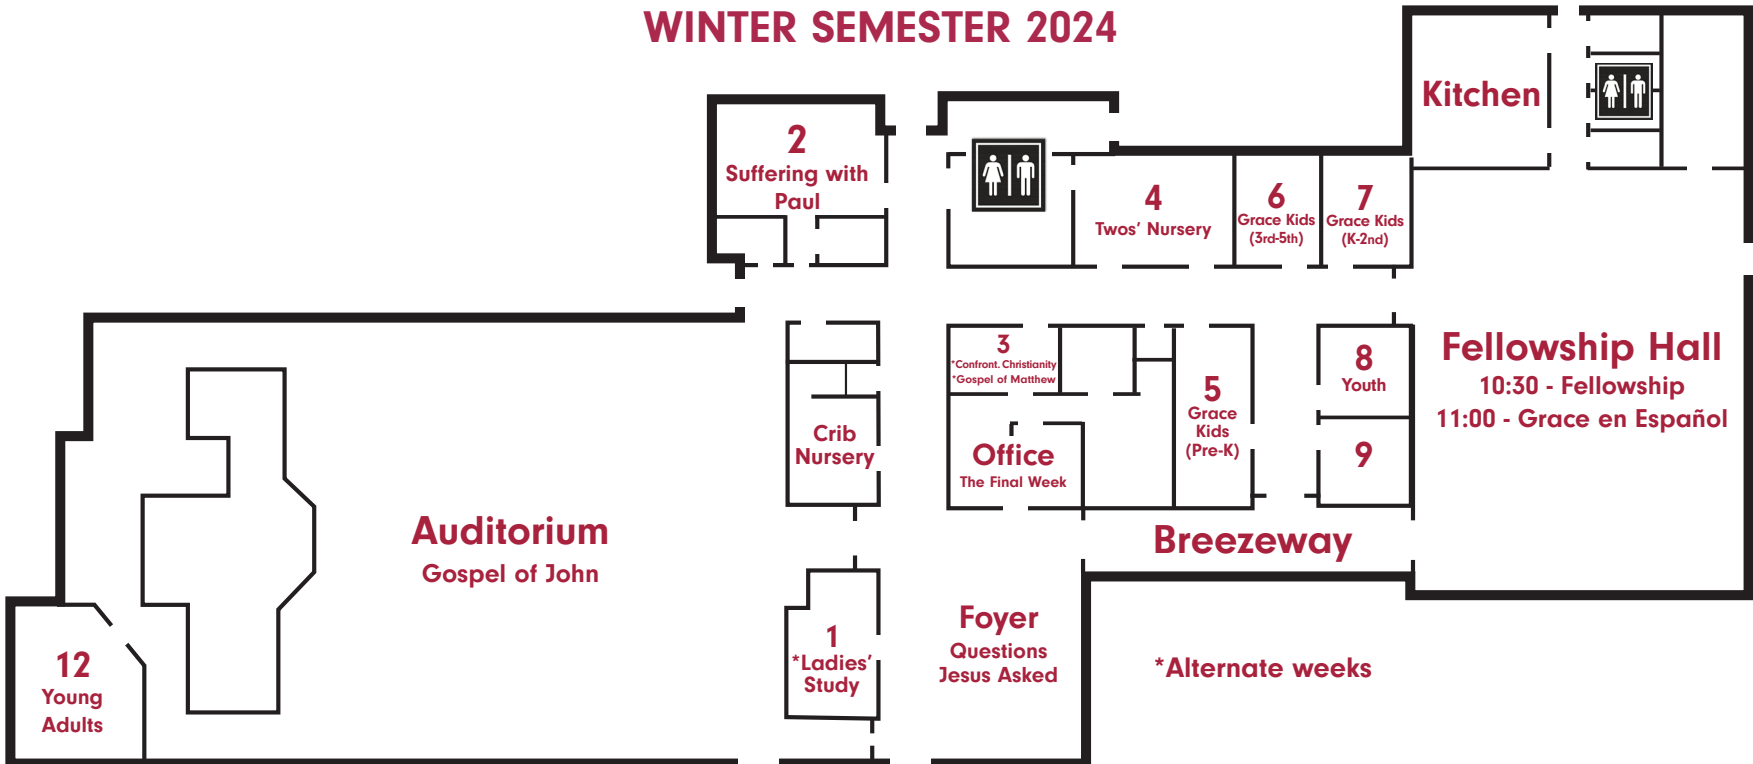 WINTER SEMESTER 2024
Kitchen
2
Suffering with
Paul
4
Twos' Nursery
6
Grace Kids
(3rd-5th)
7
Grace Kids
(K-2nd)
3
*Confront. Christianity
*Gospel of Matthew
5
Grace
Kids
(Pre-K)
8
Youth
9
Fellowship Hall
10:30 - Fellowship
11:00 - Grace en Español
Crib
Nursery
Office
The Final Week
Auditorium
Gospel of John
Breezeway
12
Young
Adults
1
*Ladies'
Study
Foyer
Questions
Jesus Asked
*Alternate weeks